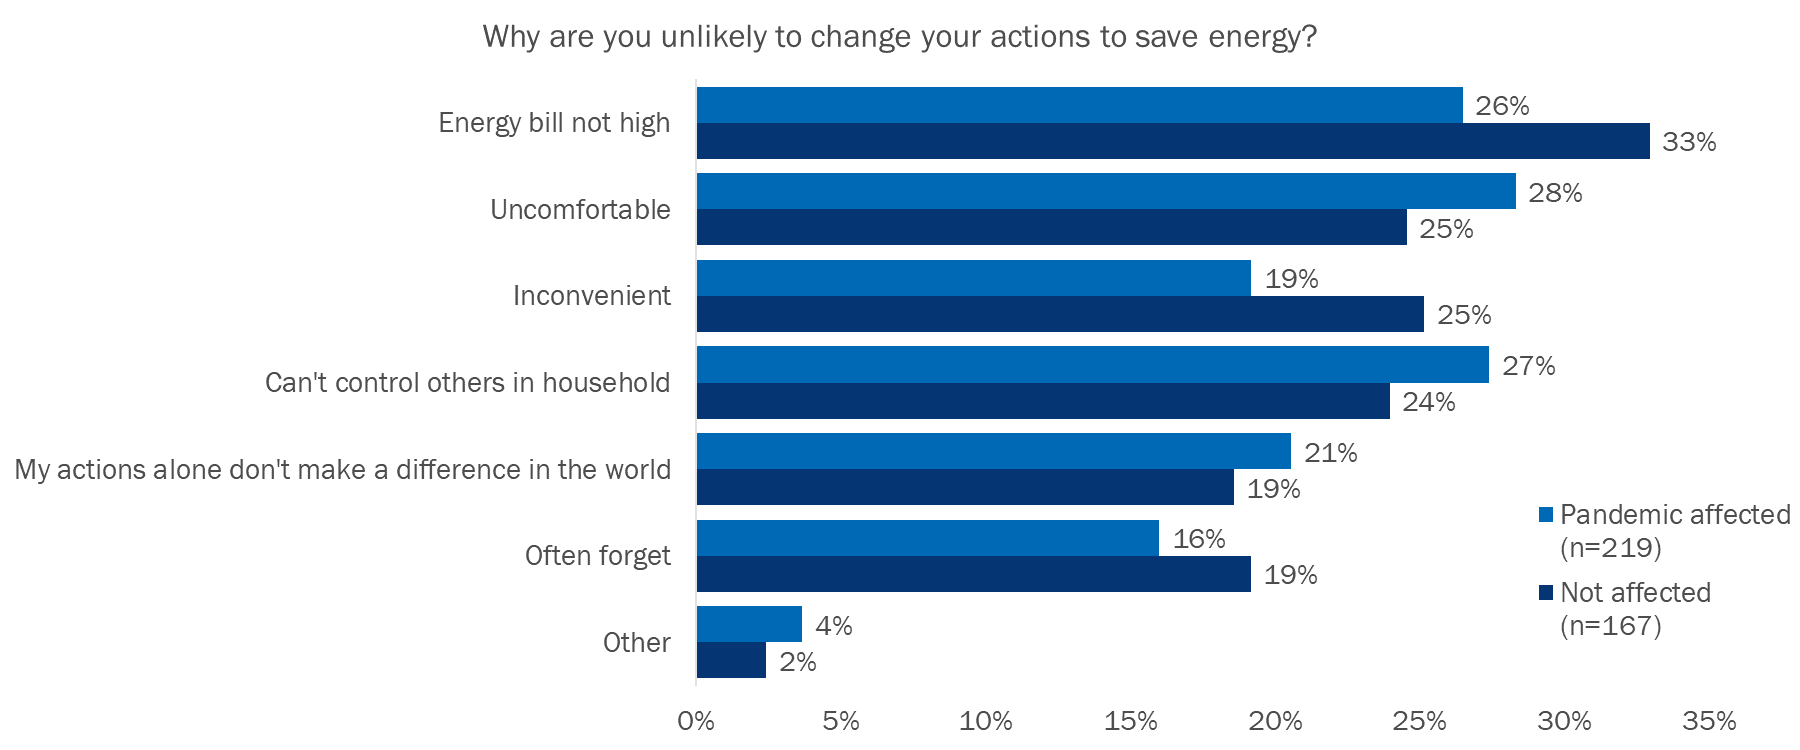 Why are you unlikely to change your actions to save energy?
Energy bill not high
26%
33%
Uncomfortable
28%
25%
Inconvenient
19%
25%
Can't control others in household
27%
24%
My actions alone don't make a difference in the world
21%
19%
Often forget
16%
19%
Other
4%
2%
Pandemic affected
(n=219)
Not affected
(n=167)
0% 5% 10% 15% 20% 25% 30% 35%